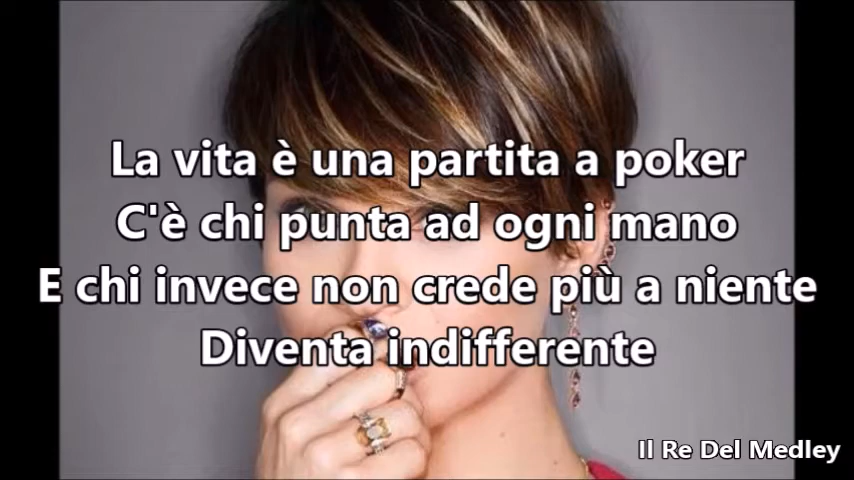 La vita è una partita a poker
C'è chi punta ad ogni mano
E chi invece non crede più a niente
Diventa indifferente
Il Re Del Medley